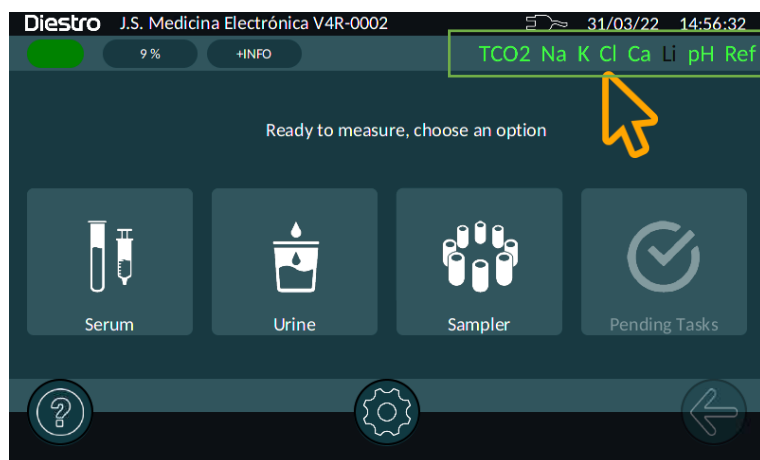 Diestro J.S. Medicina Electrónica V4R-0002 31/03/22 14:56:32
9 % +INFO TCO2 Na K Cl Ca Li pH Ref
Ready to measure, choose an option
Serum Urine Sampler Pending Tasks
?